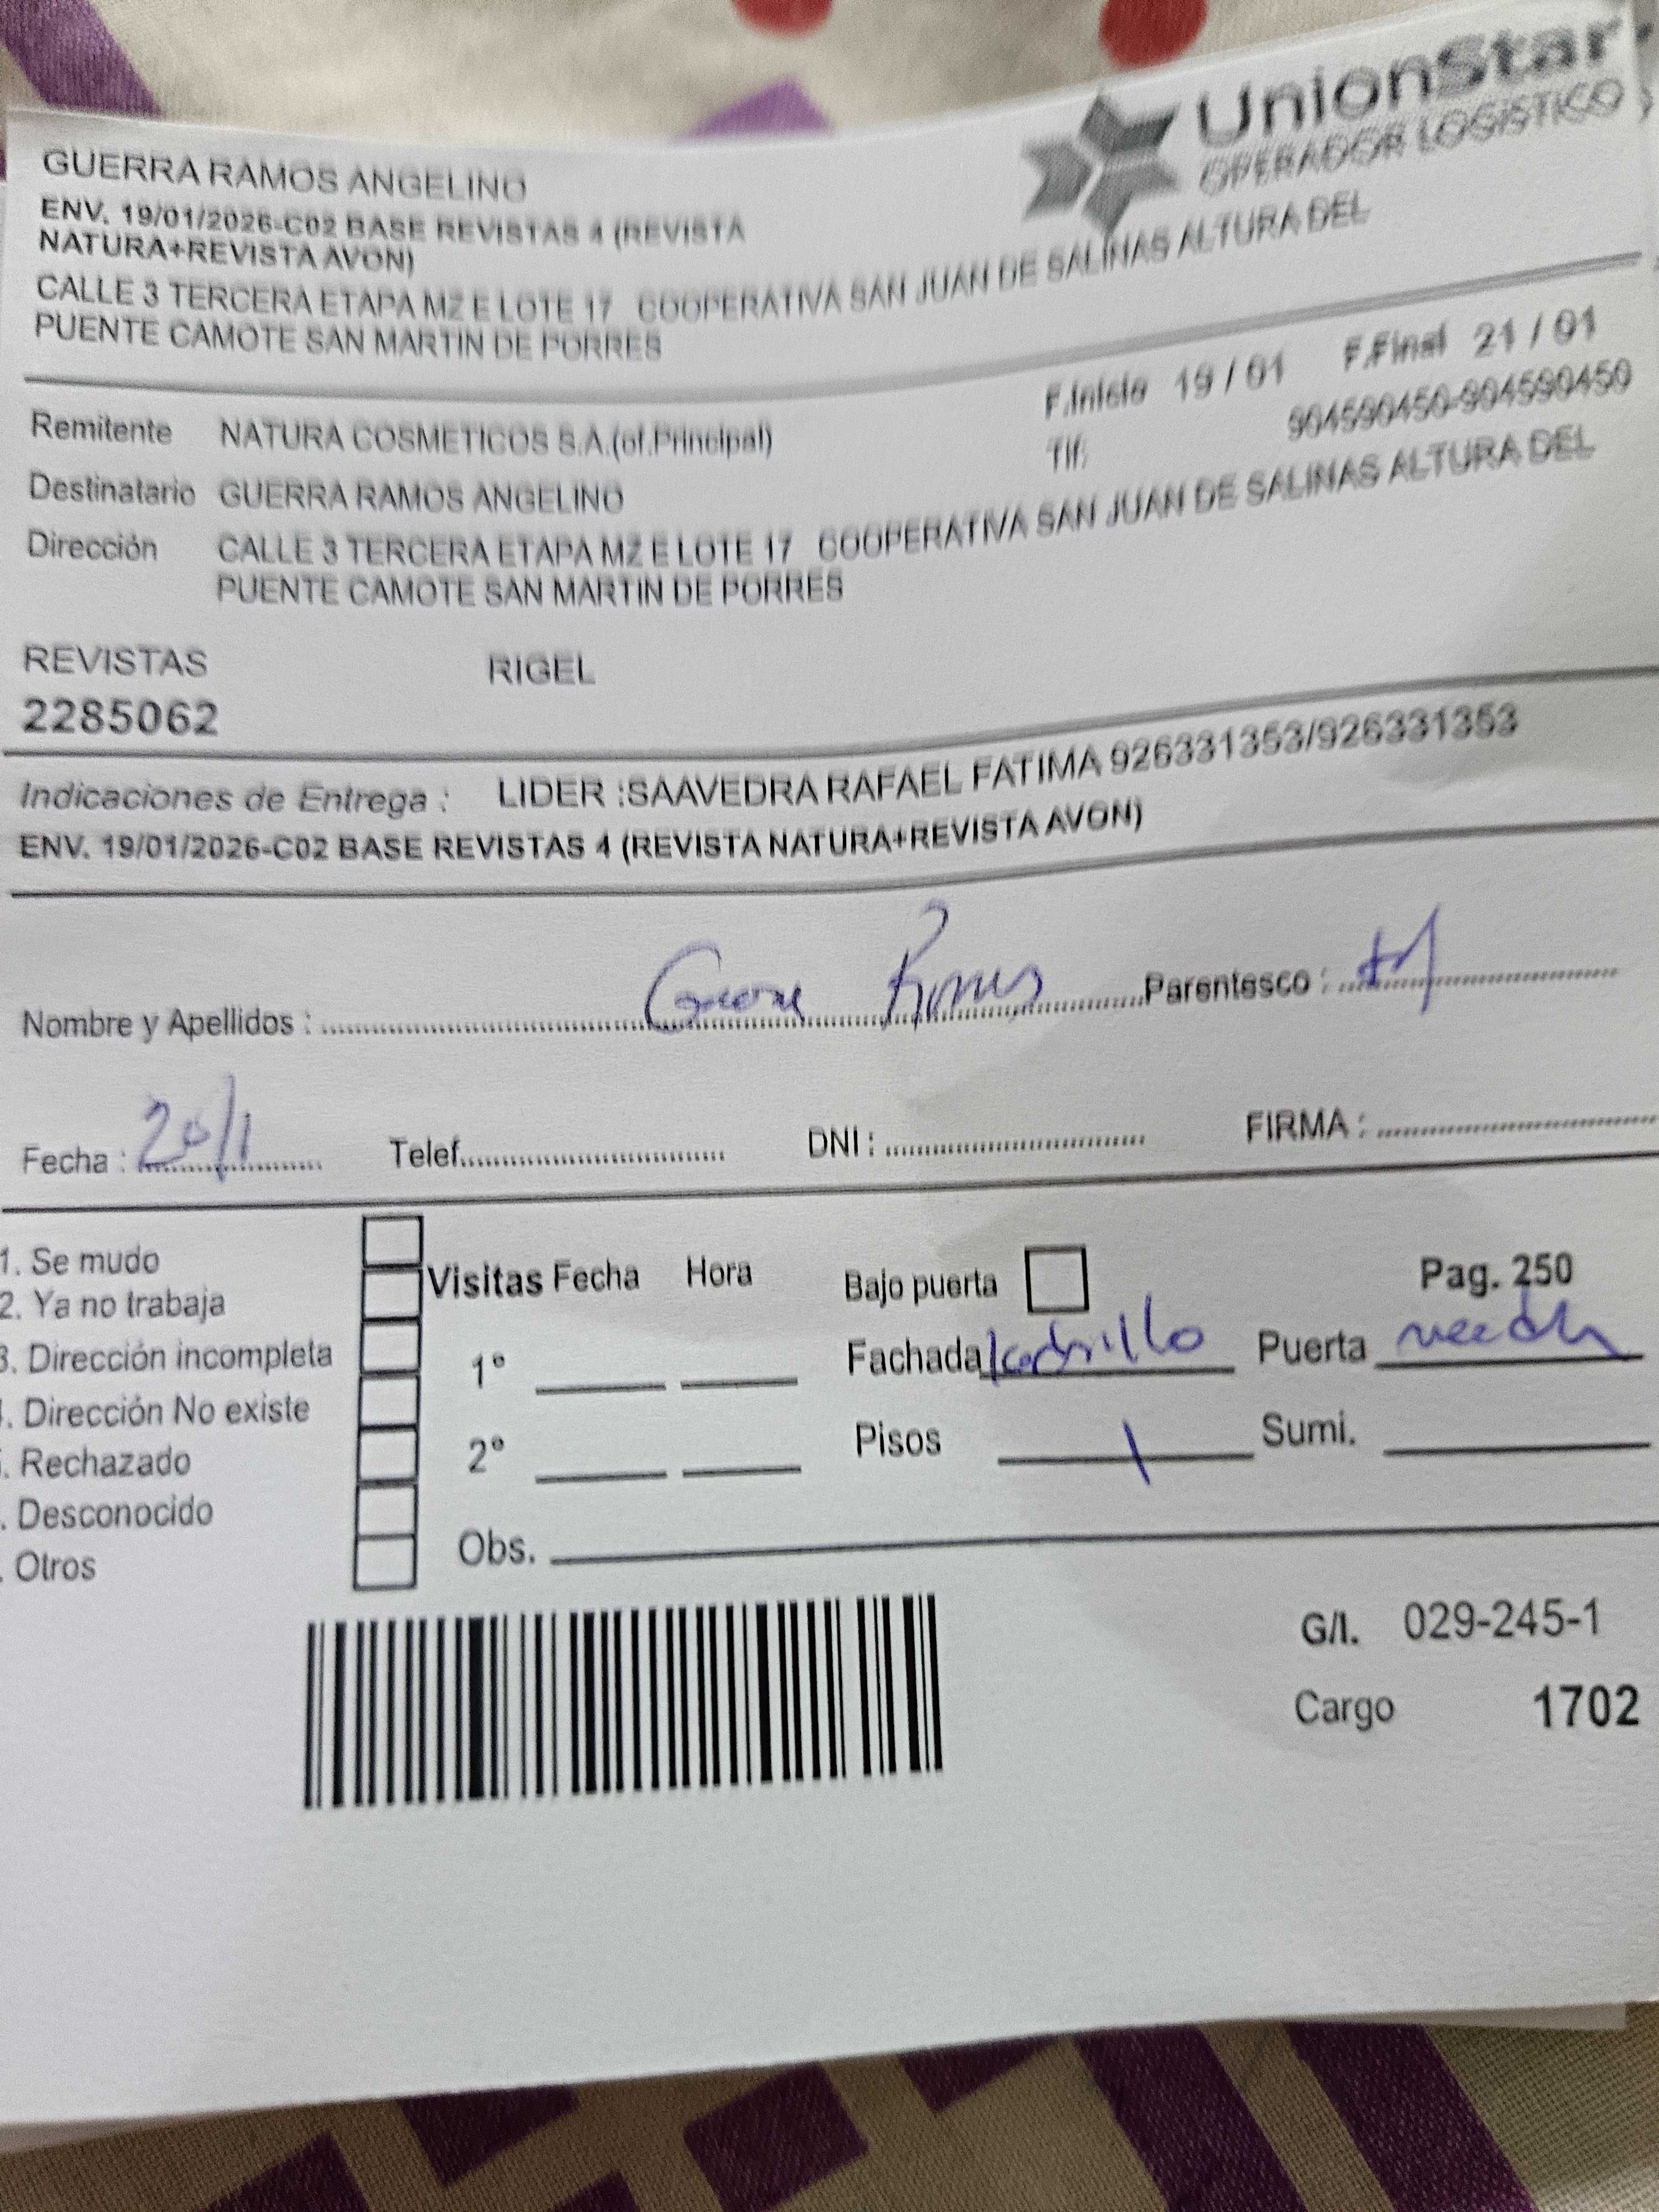 UnionStar
OPERADOR LOGISTICO
GUERRA RAMOS ANGELINO
ENV. 19/01/2026-C02 BASE REVISTAS 4 (REVISTA
NATURA+REVISTA AVON)
CALLE 3 TERCERA ETAPA MZ E LOTE 17 COOPERATIVA SAN JUAN DE SALINAS ALTURA DEL
PUENTE CAMOTE SAN MARTIN DE PORRES
F.Inicio 19 / 01 F.Final 21 / 01
Remitente NATURA COSMETICOS S.A.(of.Principal) Tlf: 904590450-904590450
Destinatario GUERRA RAMOS ANGELINO
Dirección CALLE 3 TERCERA ETAPA MZ E LOTE 17 COOPERATIVA SAN JUAN DE SALINAS ALTURA DEL
PUENTE CAMOTE SAN MARTIN DE PORRES
REVISTAS RIGEL
2285062
Indicaciones de Entrega : LIDER :SAAVEDRA RAFAEL FATIMA 926331353/926331353
ENV. 19/01/2026-C02 BASE REVISTAS 4 (REVISTA NATURA+REVISTA AVON)
Nombre y Apellidos : Ramos Parentesco :
Fecha : 20/1 Telef. DNI : FIRMA :
1. Se mudo
2. Ya no trabaja
3. Dirección incompleta
. Dirección No existe
. Rechazado
. Desconocido
. Otros
Visitas Fecha Hora
1°
2°
Obs.
Bajo puerta Pag. 250
Fachada ladrillo Puerta
Pisos 1 Sumi.
G/I. 029-245-1
Cargo 1702